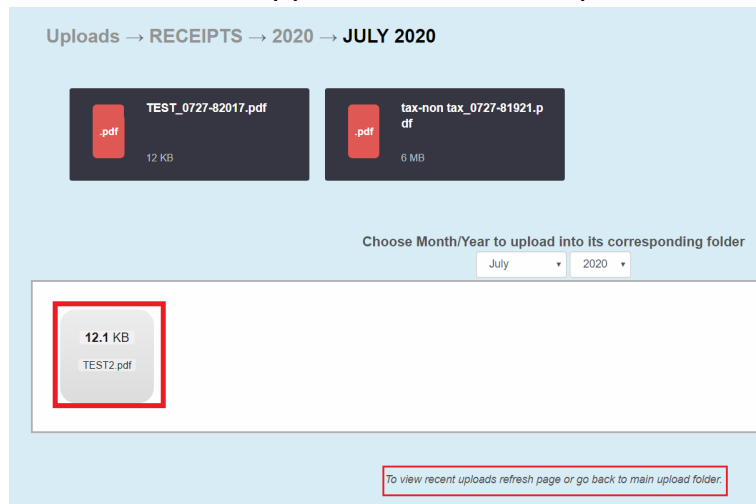 Uploads → RECEIPTS → 2020 → JULY 2020
.pdf
TEST_0727-82017.pdf
12 KB
.pdf
tax-non tax_0727-81921.p
df
6 MB
Choose Month/Year to upload into its corresponding folder
July 2020
12.1 KB
TEST2.pdf
To view recent uploads refresh page or go back to main upload folder.